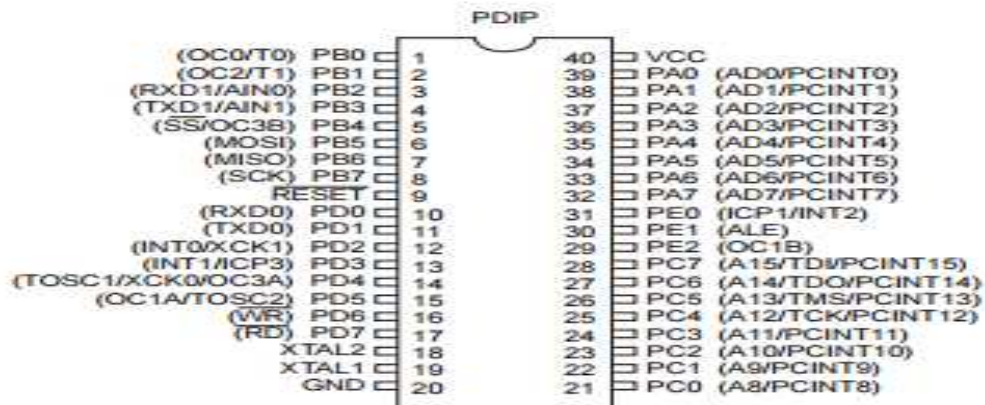 PDIP
(OC0/T0) PB0 1 40 VCC
(OC2/T1) PB1 2 39 PA0 (AD0/PCINT0)
(RXD1/AIN0) PB2 3 38 PA1 (AD1/PCINT1)
(TXD1/AIN1) PB3 4 37 PA2 (AD2/PCINT2)
(SS/OC3B) PB4 5 36 PA3 (AD3/PCINT3)
(MOSI) PB5 6 35 PA4 (AD4/PCINT4)
(MISO) PB6 7 34 PA5 (AD5/PCINT5)
(SCK) PB7 8 33 PA6 (AD6/PCINT6)
RESET 9 32 PA7 (AD7/PCINT7)
(RXD0) PD0 10 31 PE0 (ICP1/INT2)
(TXD0) PD1 11 30 PE1 (ALE)
(INT0/XCK1) PD2 12 29 PE2 (OC1B)
(INT1/ICP3) PD3 13 28 PC7 (A15/TDI/PCINT15)
(TOSC1/XCK0/OC3A) PD4 14 27 PC6 (A14/TDO/PCINT14)
(OC1A/TOSC2) PD5 15 26 PC5 (A13/TMS/PCINT13)
(WR) PD6 16 25 PC4 (A12/TCK/PCINT12)
(RD) PD7 17 24 PC3 (A11/PCINT11)
XTAL2 18 23 PC2 (A10/PCINT10)
XTAL1 19 22 PC1 (A9/PCINT9)
GND 20 21 PC0 (A8/PCINT8)